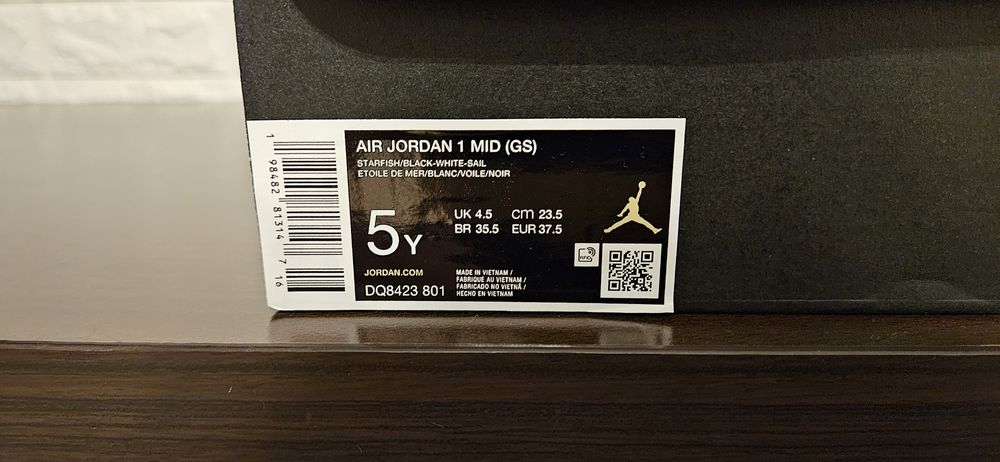 AIR JORDAN 1 MID (GS)
STARFISH/BLACK-WHITE-SAIL
ETOILE DE MER/BLANC/VOILE/NOIR
5Y
UK 4.5 cm 23.5
BR 35.5 EUR 37.5
JORDAN.COM
DQ8423 801
MADE IN VIETNAM /
FABRIQUÉ AU VIETNAM /
FABRICADO NO VIETNÃ /
HECHO EN VIETNAM
RFID
1 98482 81314 7 16